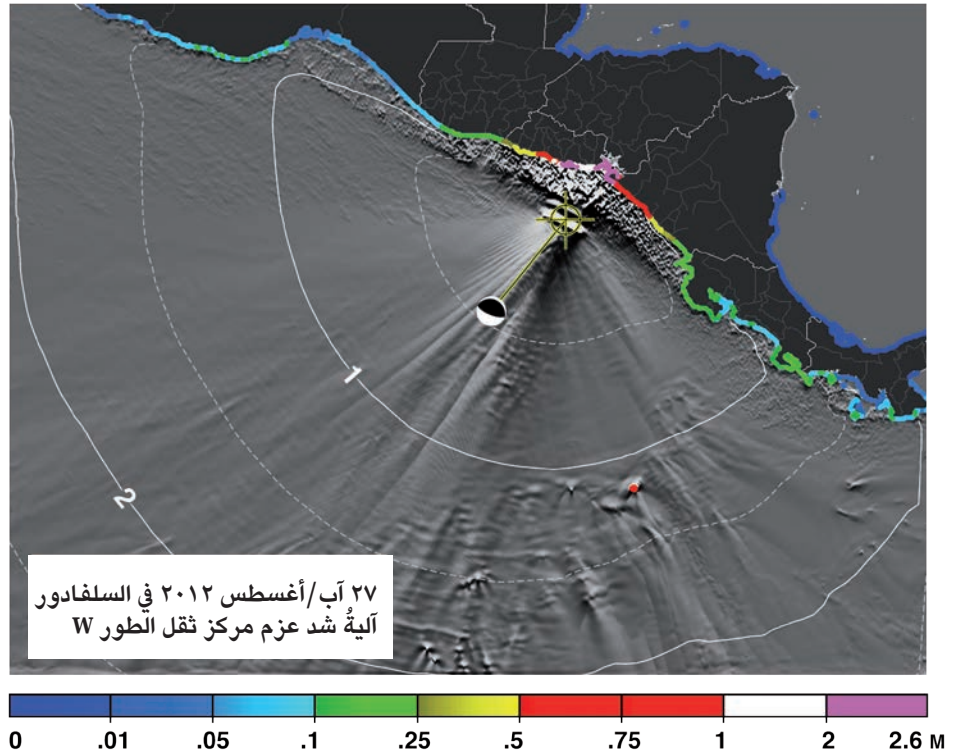 1
2
٢٧ آب/أغسطس ٢٠١٢ في السلفادور
آليةُ شد عزم مركز ثقل الطور W
0 .01 .05 .1 .25 .5 .75 1 2 2.6 M